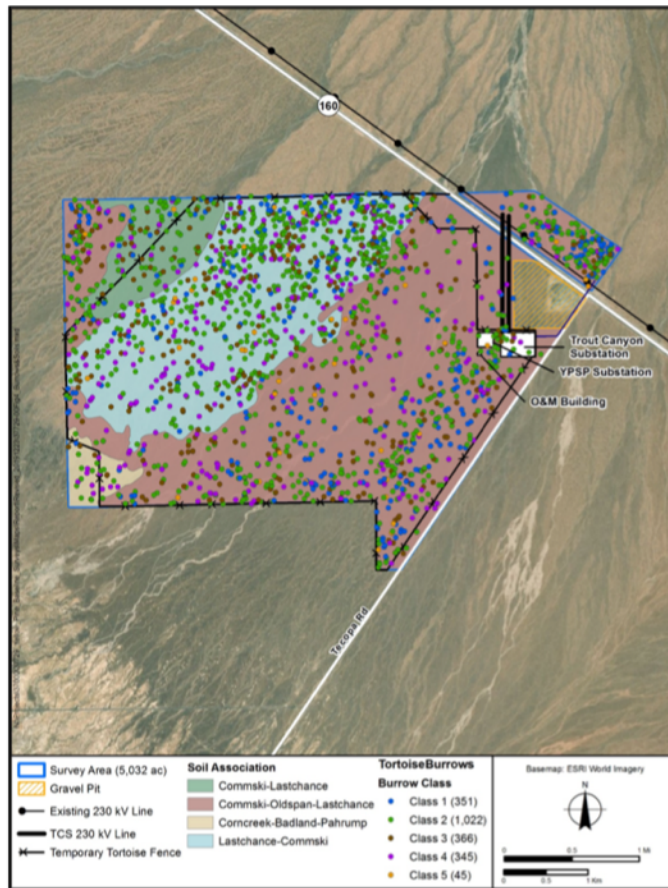 160
Trout Canyon
Substation
YPSP Substation
O&M Building
Tecopa Rd
Survey Area (5,032 ac)
Gravel Pit
Existing 230 kV Line
TCS 230 kV Line
Temporary Tortoise Fence
Soil Association
Commski-Lastchance
Commski-Oldspan-Lastchance
Corncreek-Badland-Pahrump
Lastchance-Commski
TortoiseBurrows
Burrow Class
Class 1 (351)
Class 2 (1,022)
Class 3 (366)
Class 4 (345)
Class 5 (45)
Basemap: ESRI World Imagery
N
0 0.5 1 Mi
0 0.5 1 Km